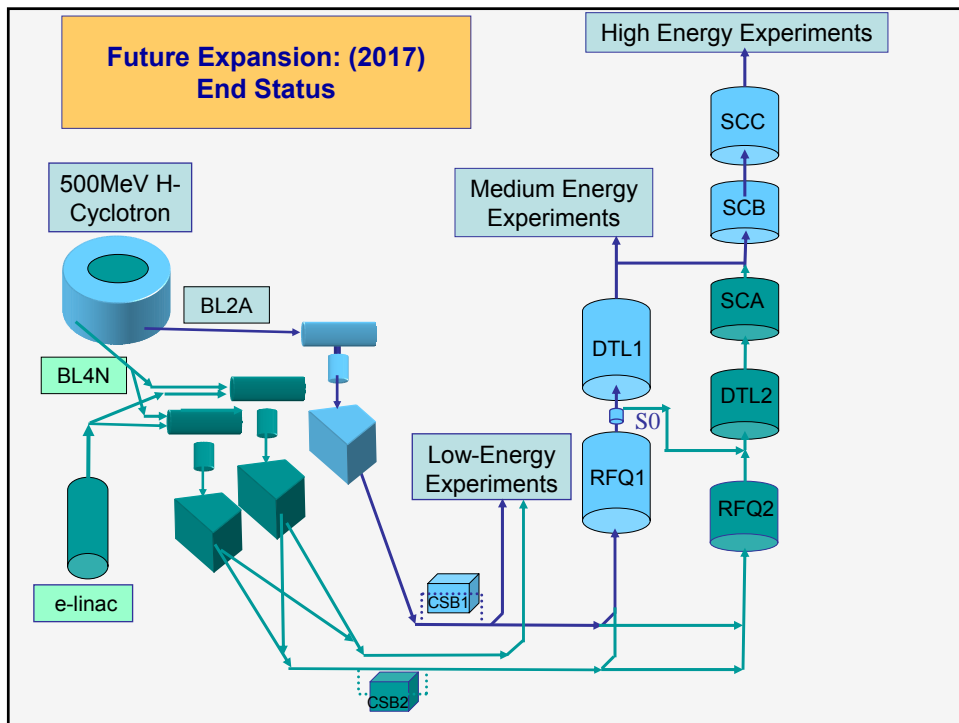 Future Expansion: (2017)
End Status
High Energy Experiments
SCC
500MeV H-
Cyclotron
Medium Energy
Experiments
SCB
BL2A
SCA
DTL1
BL4N
DTL2
S0
Low-Energy
Experiments
RFQ1
RFQ2
e-linac
CSB1
CSB2